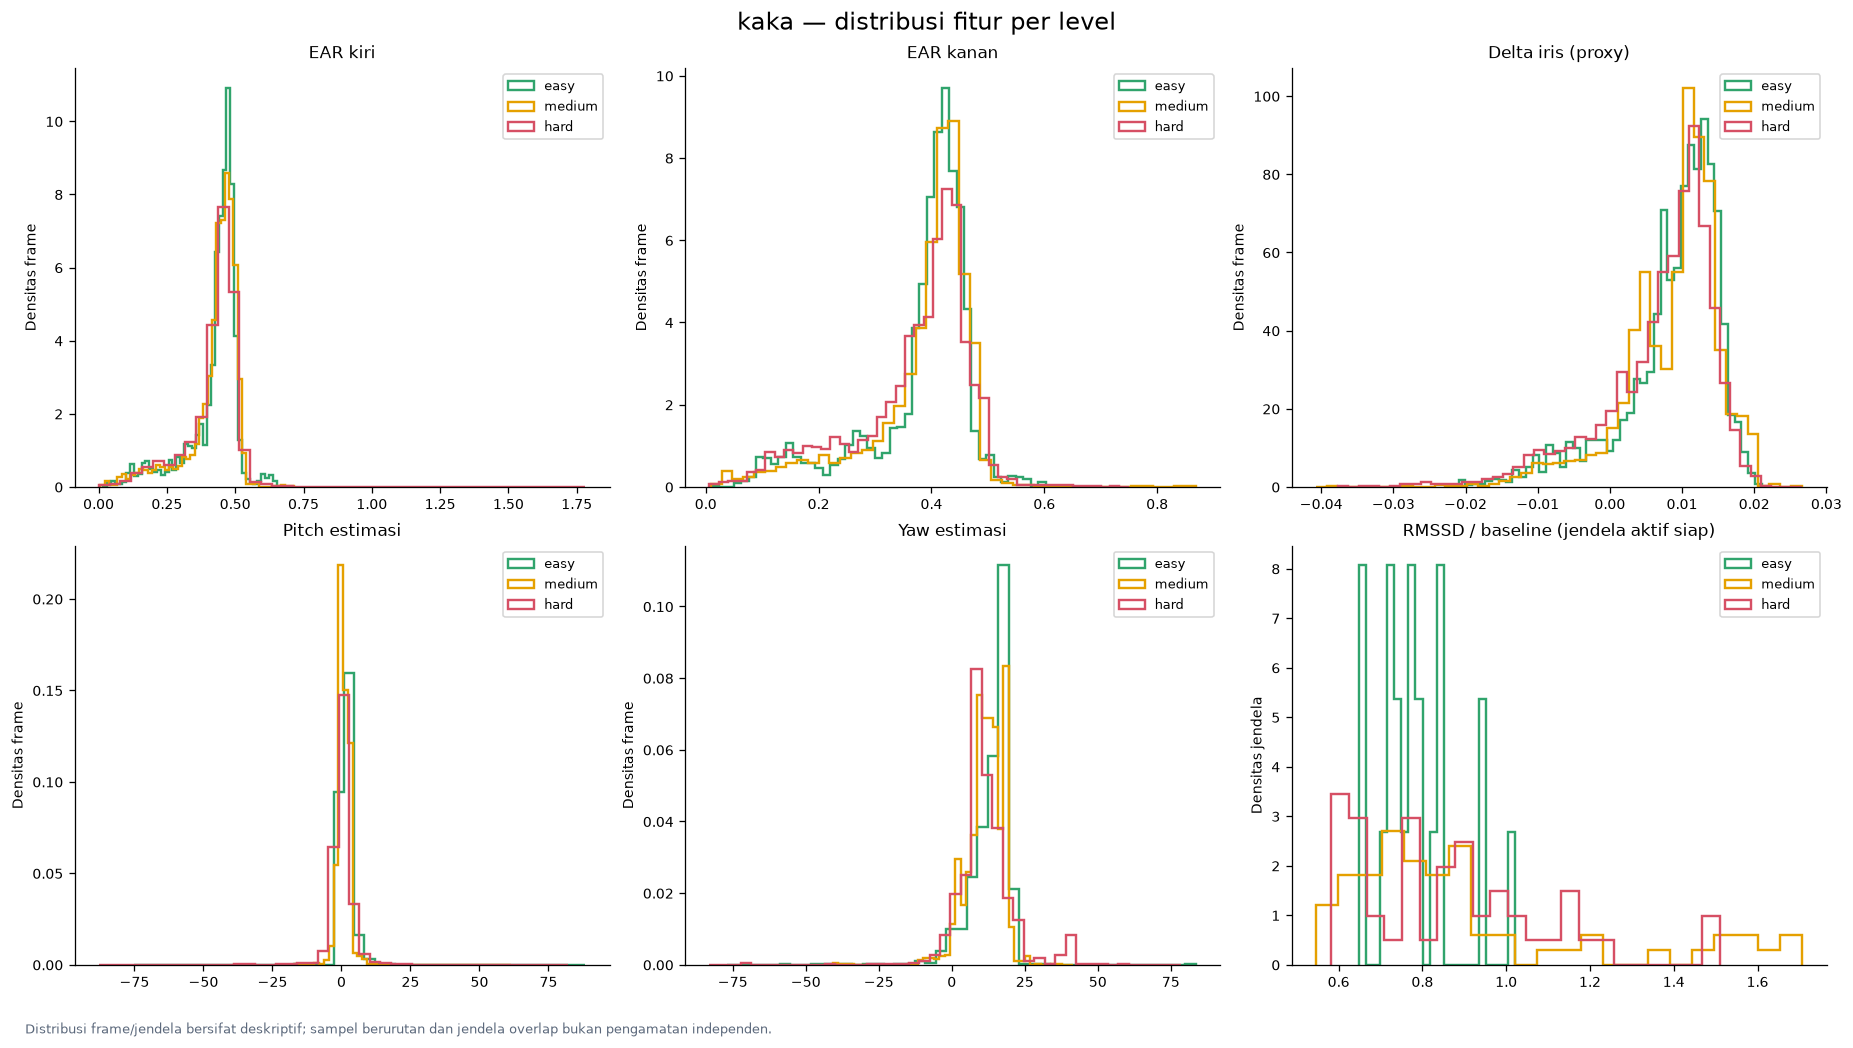 kaka — distribusi fitur per level
EAR kiri
Densitas frame
10
8
6
4
2
0
0.00 0.25 0.50 0.75 1.00 1.25 1.50 1.75
easy
medium
hard
EAR kanan
Densitas frame
10
8
6
4
2
0
0.0 0.2 0.4 0.6 0.8
easy
medium
hard
Delta iris (proxy)
Densitas frame
100
80
60
40
20
0
−0.04 −0.03 −0.02 −0.01 0.00 0.01 0.02 0.03
easy
medium
hard
Pitch estimasi
Densitas frame
0.20
0.15
0.10
0.05
0.00
−75 −50 −25 0 25 50 75
easy
medium
hard
Yaw estimasi
Densitas frame
0.10
0.08
0.06
0.04
0.02
0.00
−75 −50 −25 0 25 50 75
easy
medium
hard
RMSSD / baseline (jendela aktif siap)
Densitas jendela
8
7
6
5
4
3
2
1
0
0.6 0.8 1.0 1.2 1.4 1.6
easy
medium
hard
Distribusi frame/jendela bersifat deskriptif; sampel berurutan dan jendela overlap bukan pengamatan independen.